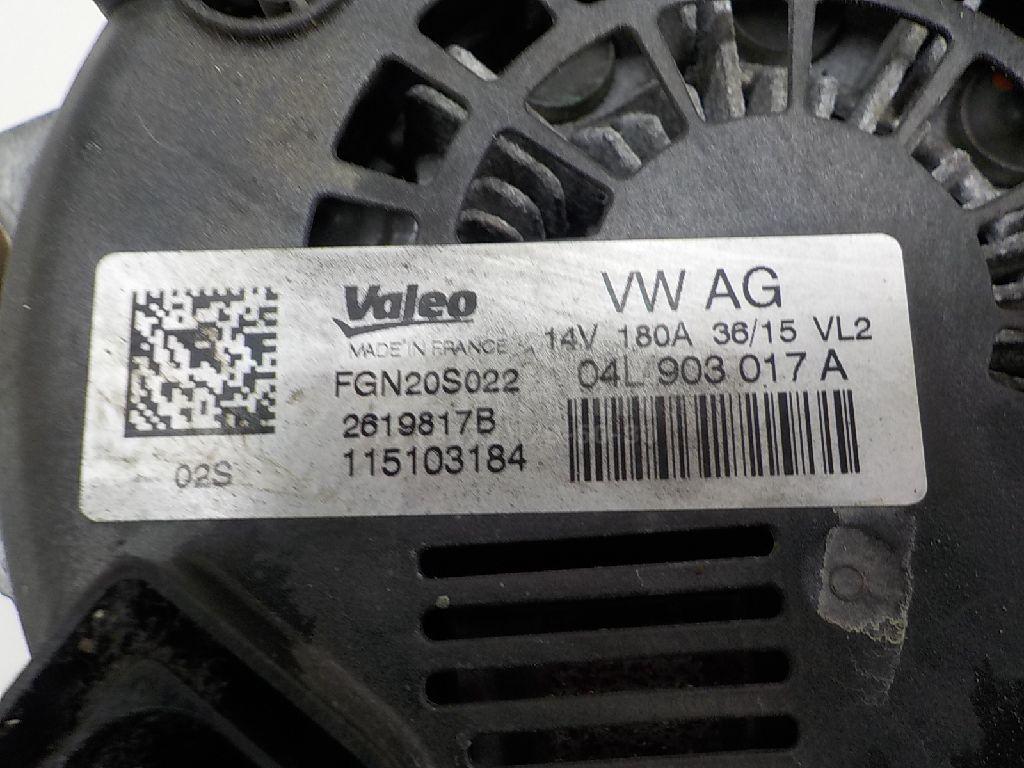 Valeo
MADE IN FRANCE
FGN20S022
2619817B
115103184
02S
VW AG
14V 180A 36/15 VL2
04L 903 017 A